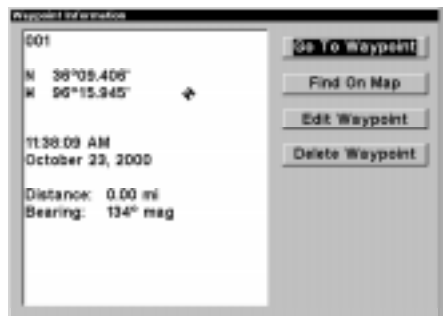 Waypoint Information
001
N 36°09.406'
W 96°15.945'
11:38:09 AM
October 23, 2000
Distance: 0.00 mi
Bearing: 134° mag
Go To Waypoint
Find On Map
Edit Waypoint
Delete Waypoint